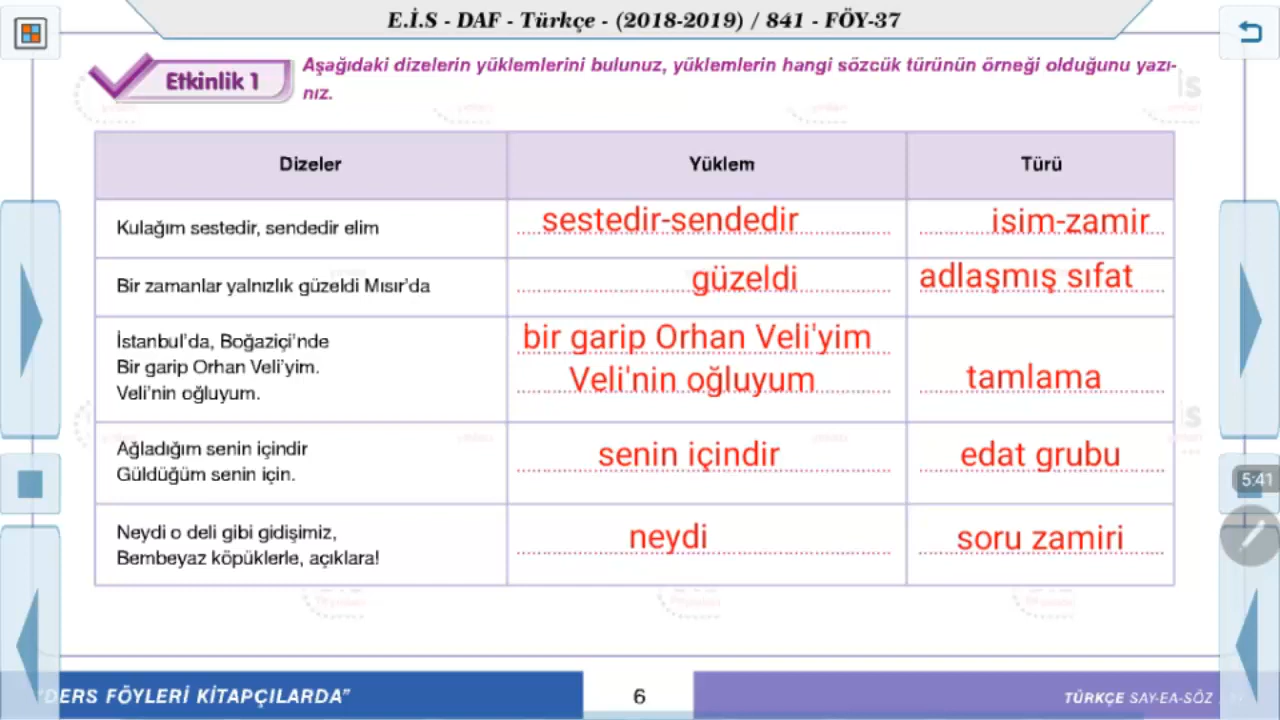 E.İ.S - DAF - Türkçe - (2018-2019) / 841 - FÖY-37
Etkinlik 1
Aşağıdaki dizelerin yüklemlerini bulunuz, yüklemlerin hangi sözcük türünün örneği olduğunu yazı-
nız.
Dizeler Yüklem Türü
Kulağım sestedir, sendedir elim sestedir-sendedir isim-zamir
Bir zamanlar yalnızlık güzeldi Mısır'da güzeldi adlaşmış sıfat
İstanbul'da, Boğaziçi'nde
Bir garip Orhan Veli'yim.
Veli'nin oğluyum.
bir garip Orhan Veli'yim
Veli'nin oğluyum tamlama
Ağladığım senin içindir
Güldüğüm senin için.
senin içindir edat grubu
Neydi o deli gibi gidişimiz,
Bembeyaz köpüklerle, açıklara!
neydi soru zamiri
5:41
"DERS FÖYLERİ KİTAPÇILARDA" 6 TÜRKÇE SAY-EA-SÖZ